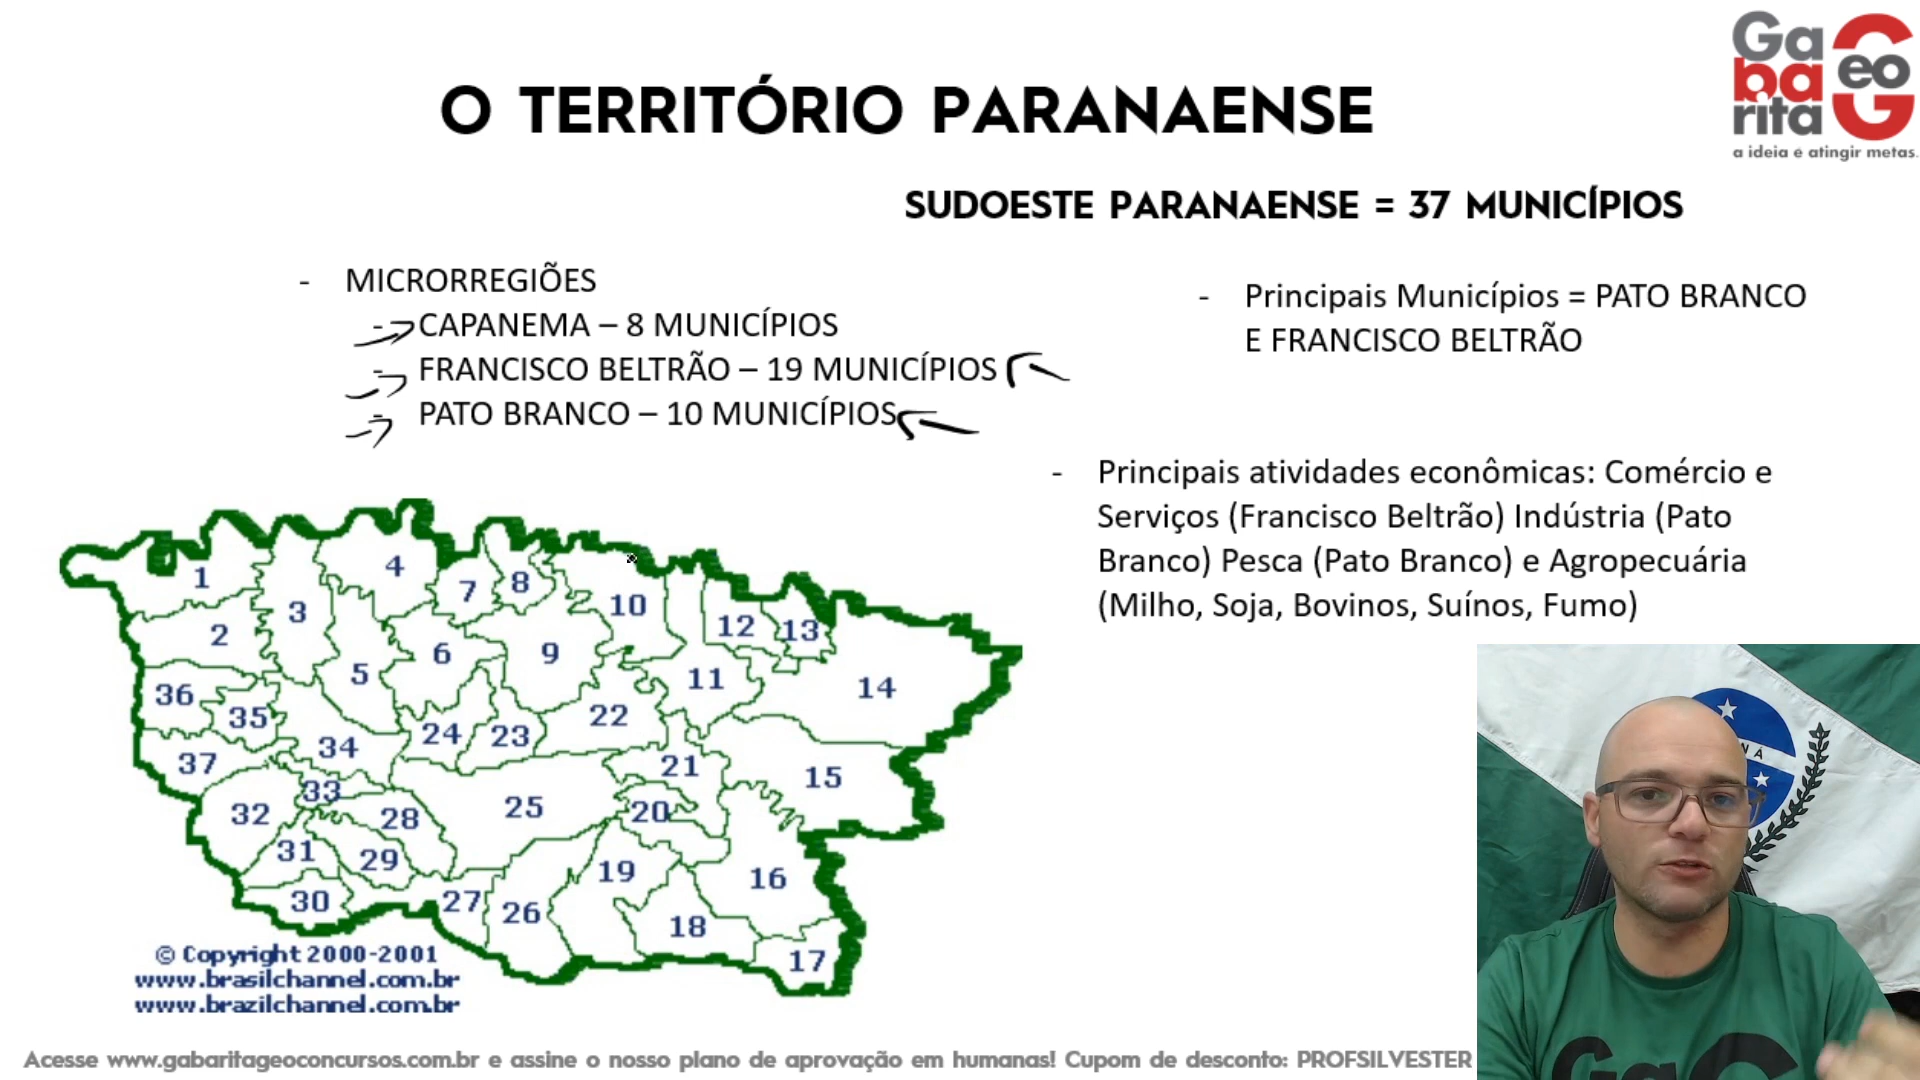 Ga
ba
rita
eo
G
a ideia é atingir metas.
O TERRITÓRIO PARANAENSE
SUDOESTE PARANAENSE = 37 MUNICÍPIOS
- MICRORREGIÕES
- CAPANEMA – 8 MUNICÍPIOS
- FRANCISCO BELTRÃO – 19 MUNICÍPIOS
- PATO BRANCO – 10 MUNICÍPIOS
- Principais Municípios = PATO BRANCO
E FRANCISCO BELTRÃO
- Principais atividades econômicas: Comércio e
Serviços (Francisco Beltrão) Indústria (Pato
Branco) Pesca (Pato Branco) e Agropecuária
(Milho, Soja, Bovinos, Suínos, Fumo)
1
2
3
4
5
6
7
8
9
10
11
12
13
14
15
16
17
18
19
20
21
22
23
24
25
26
27
28
29
30
31
32
33
34
35
36
37
© Copyright 2000-2001
www.brasilchannel.com.br
www.brazilchannel.com.br
Acesse www.gabaritageoconcursos.com.br e assine o nosso plano de aprovação em humanas! Cupom de desconto: PROFSILVESTER